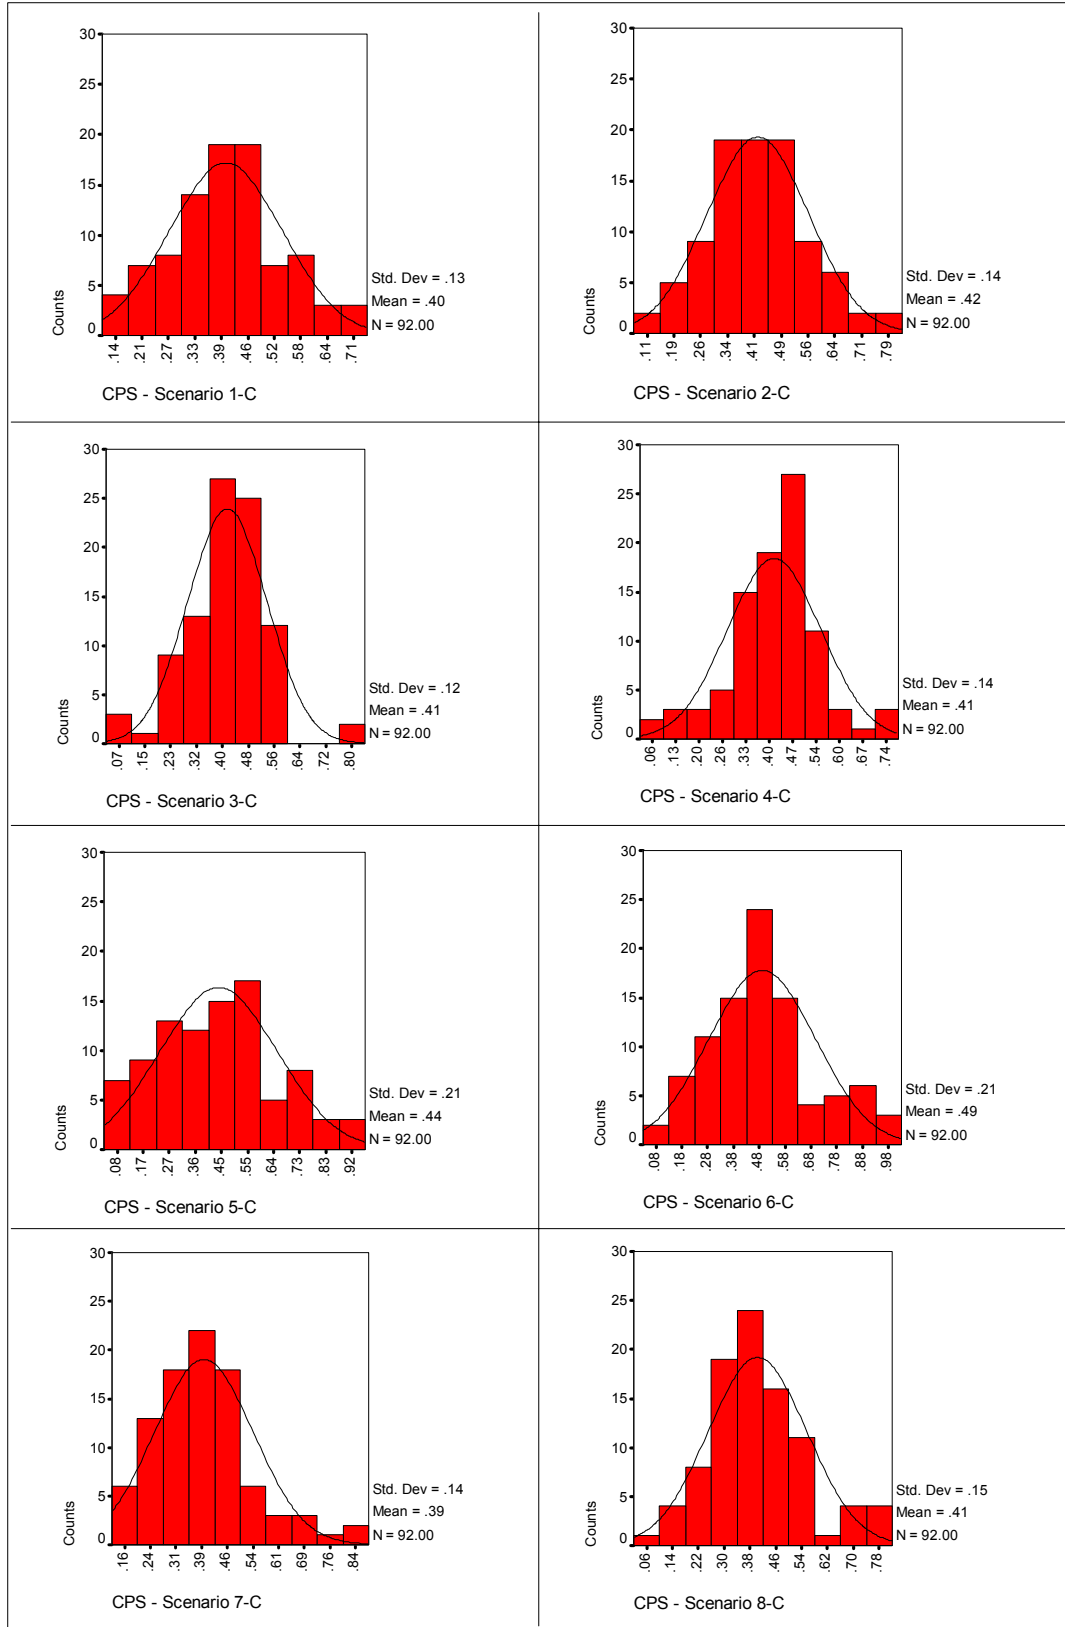 30
25
20
15
10
5
0
Counts
.14 .21 .27 .33 .39 .46 .52 .58 .64 .71
Std. Dev = .13
Mean = .40
N = 92.00
CPS - Scenario 1-C
30
25
20
15
10
5
0
Counts
.11 .19 .26 .34 .41 .49 .56 .64 .71 .79
Std. Dev = .14
Mean = .42
N = 92.00
CPS - Scenario 2-C
30
25
20
15
10
5
0
Counts
.07 .15 .23 .32 .40 .48 .56 .64 .72 .80
Std. Dev = .12
Mean = .41
N = 92.00
CPS - Scenario 3-C
30
25
20
15
10
5
0
Counts
.06 .13 .20 .26 .33 .40 .47 .54 .60 .67 .74
Std. Dev = .14
Mean = .41
N = 92.00
CPS - Scenario 4-C
30
25
20
15
10
5
0
Counts
.08 .17 .27 .36 .45 .55 .64 .73 .83 .92
Std. Dev = .21
Mean = .44
N = 92.00
CPS - Scenario 5-C
30
25
20
15
10
5
0
Counts
.08 .18 .28 .38 .48 .58 .68 .78 .88 .98
Std. Dev = .21
Mean = .49
N = 92.00
CPS - Scenario 6-C
30
25
20
15
10
5
0
Counts
.16 .24 .31 .39 .46 .54 .61 .69 .76 .84
Std. Dev = .14
Mean = .39
N = 92.00
CPS - Scenario 7-C
30
25
20
15
10
5
0
Counts
.06 .14 .22 .30 .38 .46 .54 .62 .70 .78
Std. Dev = .15
Mean = .41
N = 92.00
CPS - Scenario 8-C